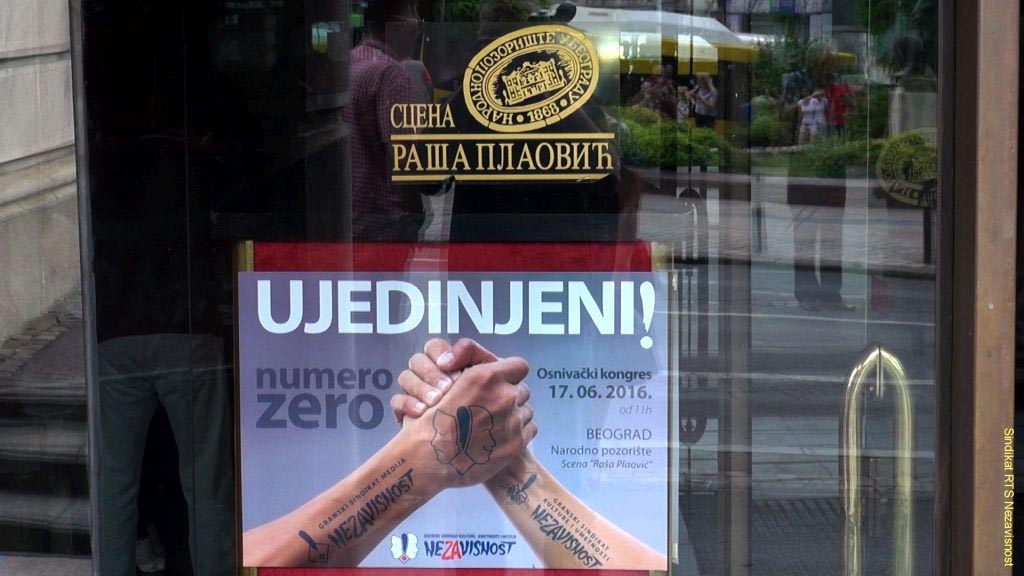 НАРОДНО ПОЗОРИШТЕ У БЕОГРАДУ
• 1868 •
СЦЕНА
РАША ПЛАОВИЋ
UJEDINJENI!
numero
zero
Osnivački kongres
17. 06. 2016.
od 11h
BEOGRAD
Narodno pozorište
Scena "Raša Plaović"
GRANSKI SINDIKAT MEDIJA
NEZAVISNOST
GRANSKI SINDIKAT
KULTURE I UMETNOSTI
NEZAVISNOST
GRANSKI SINDIKAT KULTURE, UMETNOSTI I MEDIJA
NEZAVISNOST
Sindikat RTS Nezavisnost